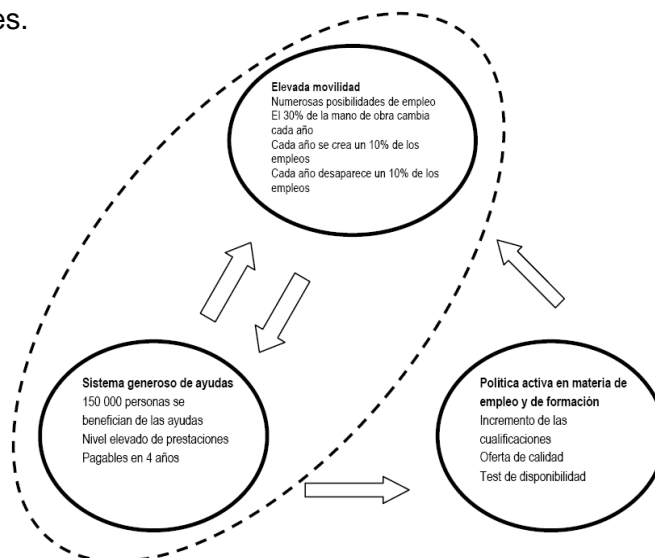 es.
Elevada movilidad
Numerosas posibilidades de empleo
El 30% de la mano de obra cambia
cada año
Cada año se crea un 10% de los
empleos
Cada año desaparece un 10% de los
empleos
Sistema generoso de ayudas
150 000 personas se
benefician de las ayudas
Nivel elevado de prestaciones
Pagables en 4 años
Política activa en materia de
empleo y de formación
Incremento de las
cualificaciones
Oferta de calidad
Test de disponibilidad